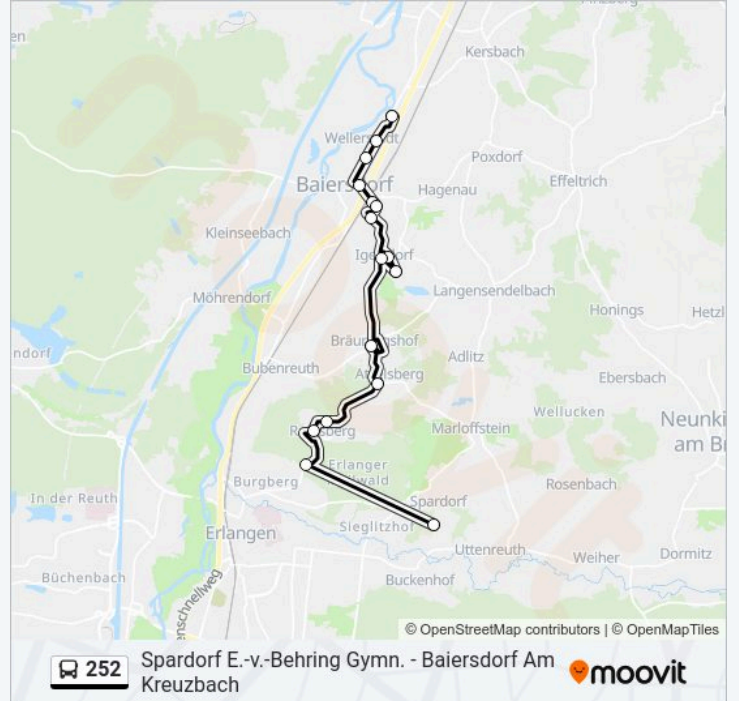 Kersbach
Poxdorf
Effeltrich
Hagenau
Kleinseebach
Möhrendorf
Langensendelbach
Honings
Hetzl
ndorf
Bubenreuth
Adlitz
Ebersbach
Wellucken
Neunki
am B
Marloffstein
Erlanger
Burgberg
Rosenbach
In der Reuth
Spardorf
Erlangen
Sieglitzhof
Uttenreuth
Weiher
Dormitz
Büchenbach
Buckenhof
enschnellweg
© OpenStreetMap contributors | © OpenMapTiles
252
Spardorf E.-v.-Behring Gymn. - Baiersdorf Am
Kreuzbach
moovit